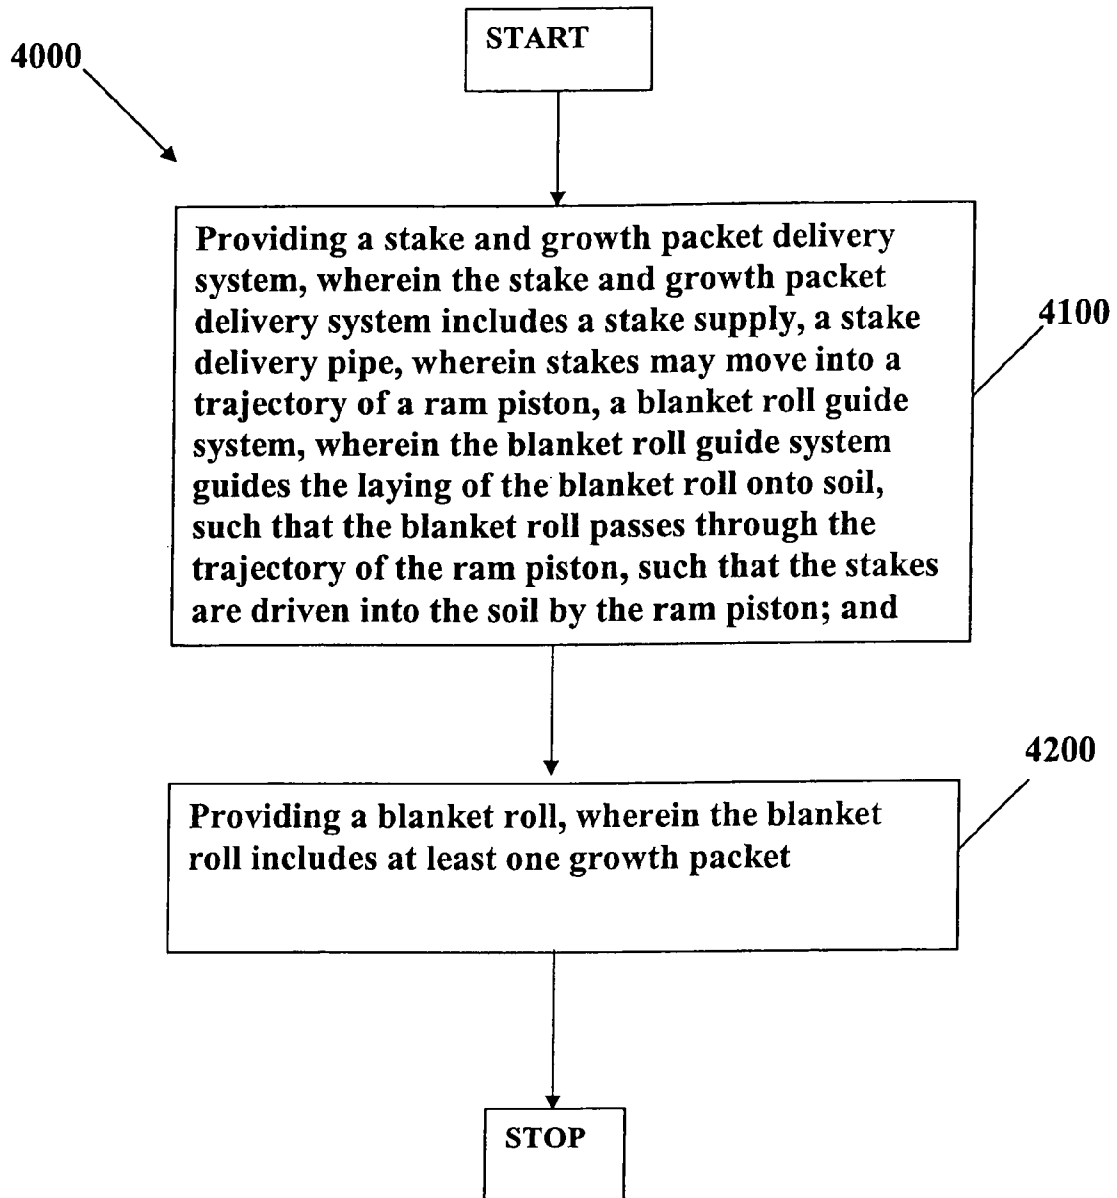 START
4000
Providing a stake and growth packet delivery
system, wherein the stake and growth packet
delivery system includes a stake supply, a stake
delivery pipe, wherein stakes may move into a
trajectory of a ram piston, a blanket roll guide
system, wherein the blanket roll guide system
guides the laying of the blanket roll onto soil,
such that the blanket roll passes through the
trajectory of the ram piston, such that the stakes
are driven into the soil by the ram piston; and
4100
4200
Providing a blanket roll, wherein the blanket
roll includes at least one growth packet
STOP